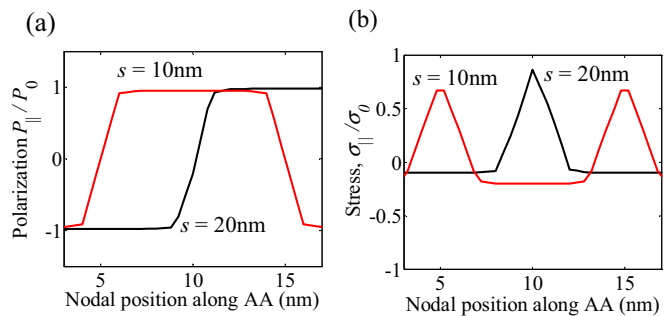 (a)
Polarization P∥ / P0
1
0
-1
s = 10nm
s = 20nm
5
10
15
Nodal position along AA (nm)
(b)
Stress, σ∥/σ0
1
0.5
0
-0.5
-1
s = 10nm
s = 20nm
5
10
15
Nodal position along AA (nm)